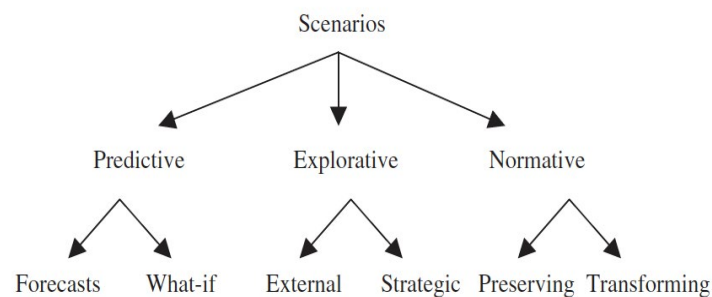 Scenarios
Predictive Explorative Normative
Forecasts What-if External Strategic Preserving Transforming